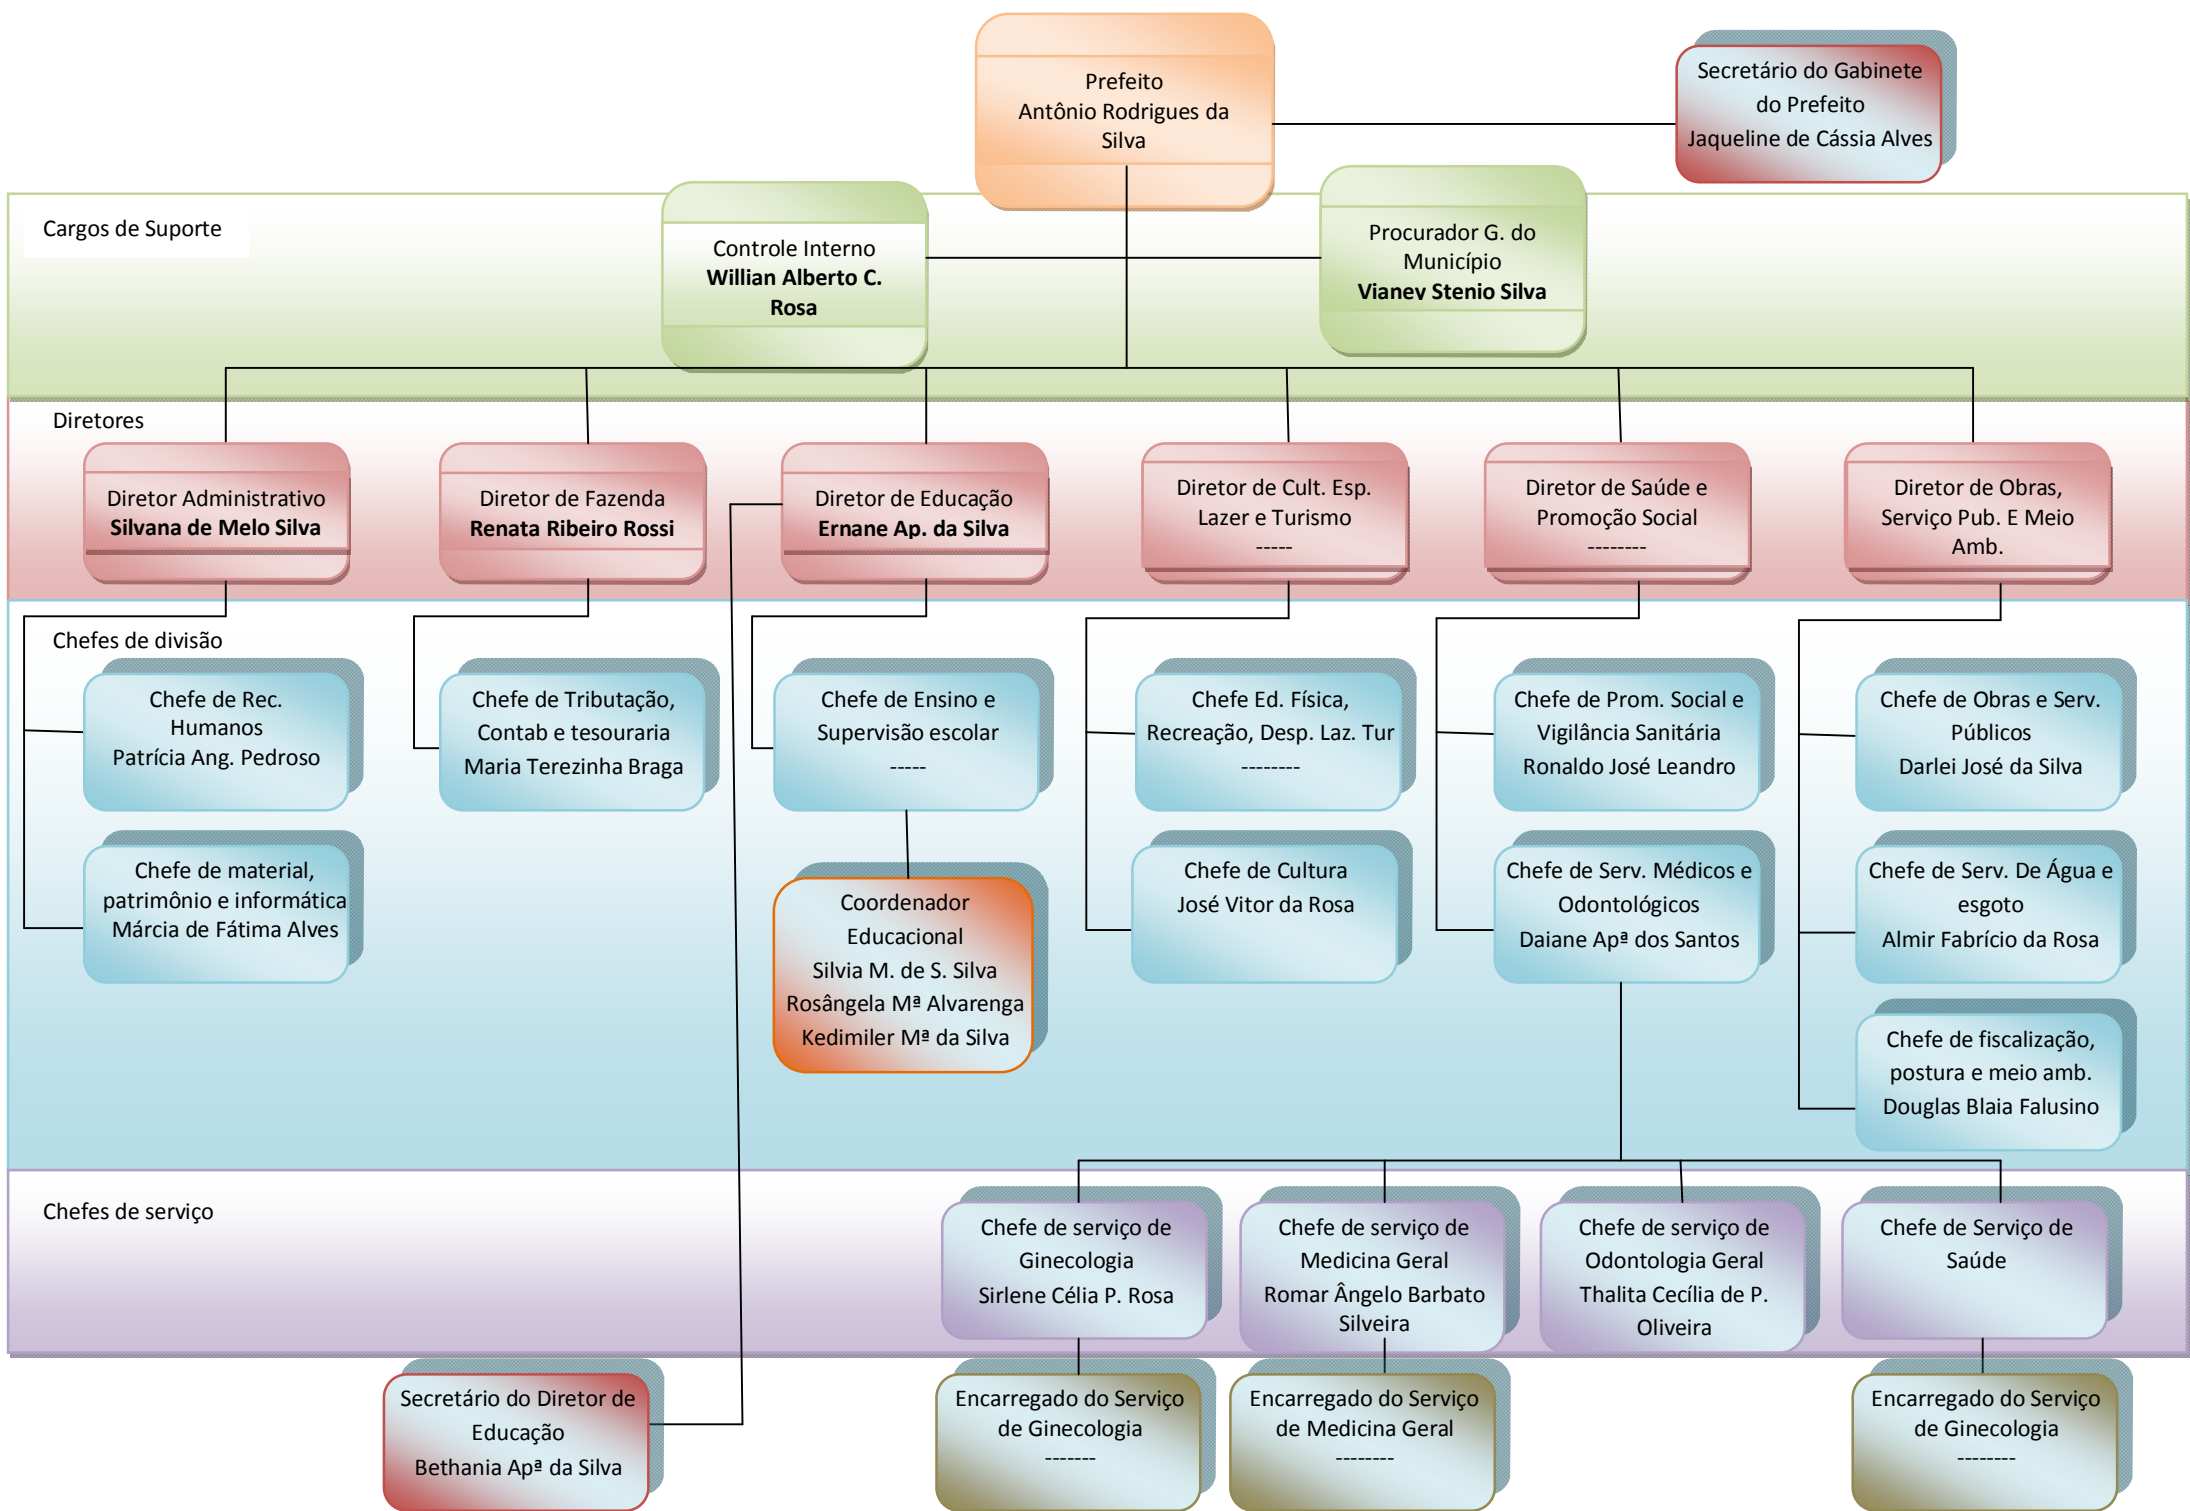 Prefeito
Antônio Rodrigues da
Silva
Secretário do Gabinete
do Prefeito
Jaqueline de Cássia Alves
Cargos de Suporte
Controle Interno
Willian Alberto C.
Rosa
Procurador G. do
Município
Vianey Stenio Silva
Diretores
Diretor Administrativo
Silvana de Melo Silva
Diretor de Fazenda
Renata Ribeiro Rossi
Diretor de Educação
Ernane Ap. da Silva
Diretor de Cult. Esp.
Lazer e Turismo
-----
Diretor de Saúde e
Promoção Social
--------
Diretor de Obras,
Serviço Pub. E Meio
Amb.
Chefes de divisão
Chefe de Rec.
Humanos
Patrícia Ang. Pedroso
Chefe de Tributação,
Contab e tesouraria
Maria Terezinha Braga
Chefe de Ensino e
Supervisão escolar
-----
Chefe Ed. Física,
Recreação, Desp. Laz. Tur
--------
Chefe de Prom. Social e
Vigilância Sanitária
Ronaldo José Leandro
Chefe de Obras e Serv.
Públicos
Darlei José da Silva
Chefe de material,
patrimônio e informática
Márcia de Fátima Alves
Coordenador
Educacional
Silvia M. de S. Silva
Rosângela Mª Alvarenga
Kedimiler Mª da Silva
Chefe de Cultura
José Vitor da Rosa
Chefe de Serv. Médicos e
Odontológicos
Daiane Apª dos Santos
Chefe de Serv. De Água e
esgoto
Almir Fabrício da Rosa
Chefe de fiscalização,
postura e meio amb.
Douglas Blaia Falusino
Chefes de serviço
Chefe de serviço de
Ginecologia
Sirlene Célia P. Rosa
Chefe de serviço de
Medicina Geral
Romar Ângelo Barbato
Silveira
Chefe de serviço de
Odontologia Geral
Thalita Cecília de P.
Oliveira
Chefe de Serviço de
Saúde
Secretário do Diretor de
Educação
Bethania Apª da Silva
Encarregado do Serviço
de Ginecologia
-------
Encarregado do Serviço
de Medicina Geral
--------
Encarregado do Serviço
de Ginecologia
--------